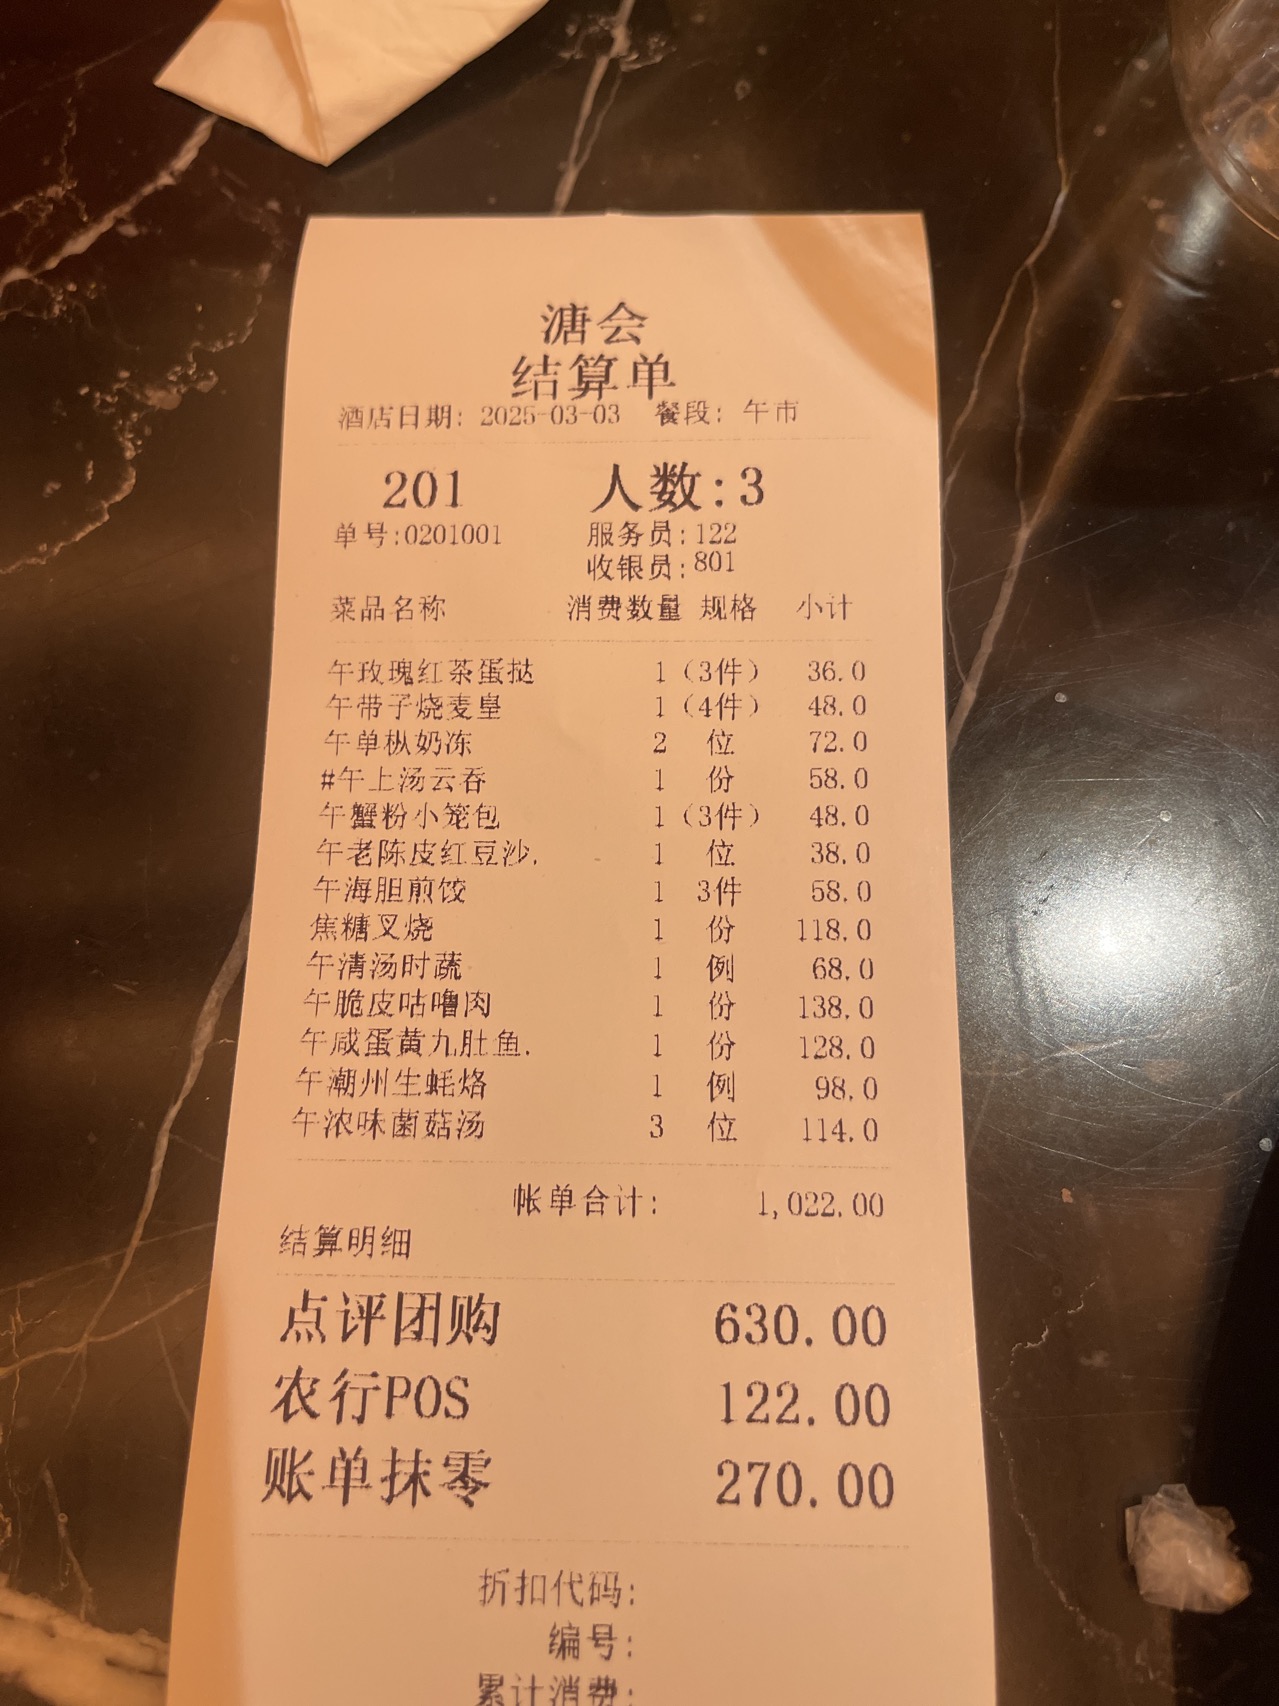 溏会
结算单
酒店日期: 2025-03-03 餐段: 午市
201 人数:3
单号:0201001 服务员:122
收银员:801
菜品名称 消费数量 规格 小计
午玫瑰红茶蛋挞 1 (3件) 36.0
午带子烧麦皇 1 (4件) 48.0
午单枞奶冻 2 位 72.0
#午上汤云吞 1 份 58.0
午蟹粉小笼包 1 (3件) 48.0
午老陈皮红豆沙. 1 位 38.0
午海胆煎饺 1 3件 58.0
焦糖叉烧 1 份 118.0
午清汤时蔬 1 例 68.0
午脆皮咕噜肉 1 份 138.0
午咸蛋黄九肚鱼. 1 份 128.0
午潮州生蚝烙 1 例 98.0
午浓味菌菇汤 3 位 114.0
帐单合计: 1,022.00
结算明细
点评团购 630.00
农行POS 122.00
账单抹零 270.00
折扣代码:
编号:
累计消费: